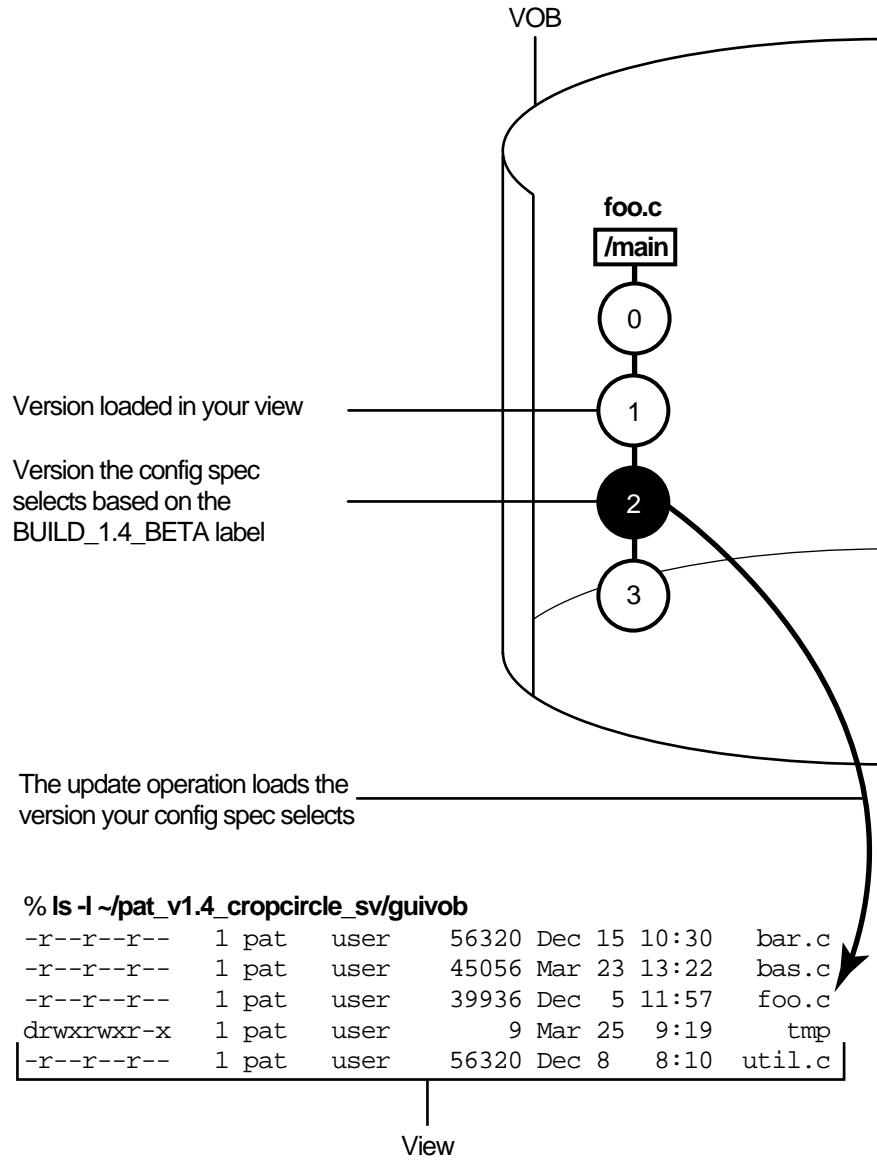 VOB
foo.c
/main
0
Version loaded in your view
1
Version the config spec
selects based on the
BUILD_1.4_BETA label
2
3
The update operation loads the
version your config spec selects
% ls -l ~/pat_v1.4_cropcircle_sv/guivob
-r--r--r-- 1 pat user 56320 Dec 15 10:30 bar.c
-r--r--r-- 1 pat user 45056 Mar 23 13:22 bas.c
-r--r--r-- 1 pat user 39936 Dec 5 11:57 foo.c
drwxrwxr-x 1 pat user 9 Mar 25 9:19 tmp
-r--r--r-- 1 pat user 56320 Dec 8 8:10 util.c
View